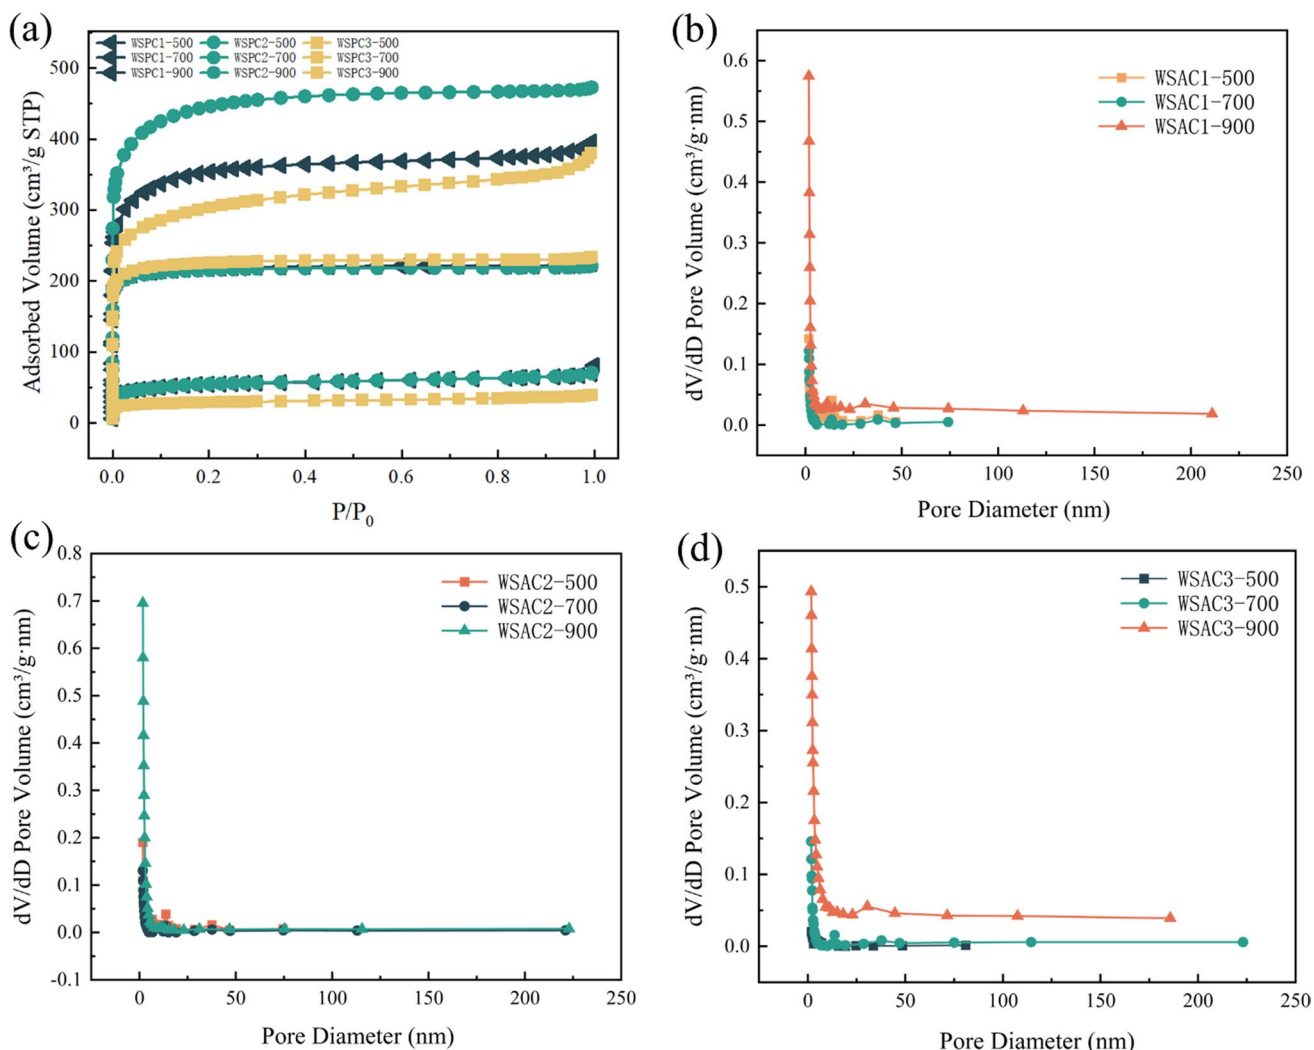 (a)
WSPC1-500 WSPC2-500 WSPC3-500
WSPC1-700 WSPC2-700 WSPC3-700
WSPC1-900 WSPC2-900 WSPC3-900
500
400
300
200
100
0
Adsorbed Volume (cm³/g STP)
0.0 0.2 0.4 0.6 0.8 1.0
P/P₀
(b)
WSAC1-500
WSAC1-700
WSAC1-900
0.6
0.5
0.4
0.3
0.2
0.1
0.0
dV/dD Pore Volume (cm³/g·nm)
0 50 100 150 200 250
Pore Diameter (nm)
(c)
WSAC2-500
WSAC2-700
WSAC2-900
0.8
0.7
0.6
0.5
0.4
0.3
0.2
0.1
0.0
-0.1
dV/dD Pore Volume (cm³/g·nm)
0 50 100 150 200 250
Pore Diameter (nm)
(d)
WSAC3-500
WSAC3-700
WSAC3-900
0.5
0.4
0.3
0.2
0.1
0.0
dV/dD Pore Volume (cm³/g·nm)
0 50 100 150 200 250
Pore Diameter (nm)